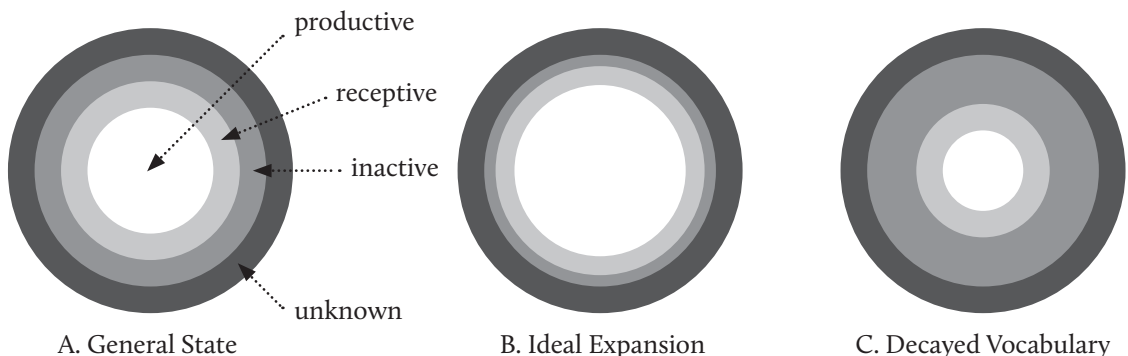 productive
receptive
inactive
unknown
A. General State
B. Ideal Expansion
C. Decayed Vocabulary